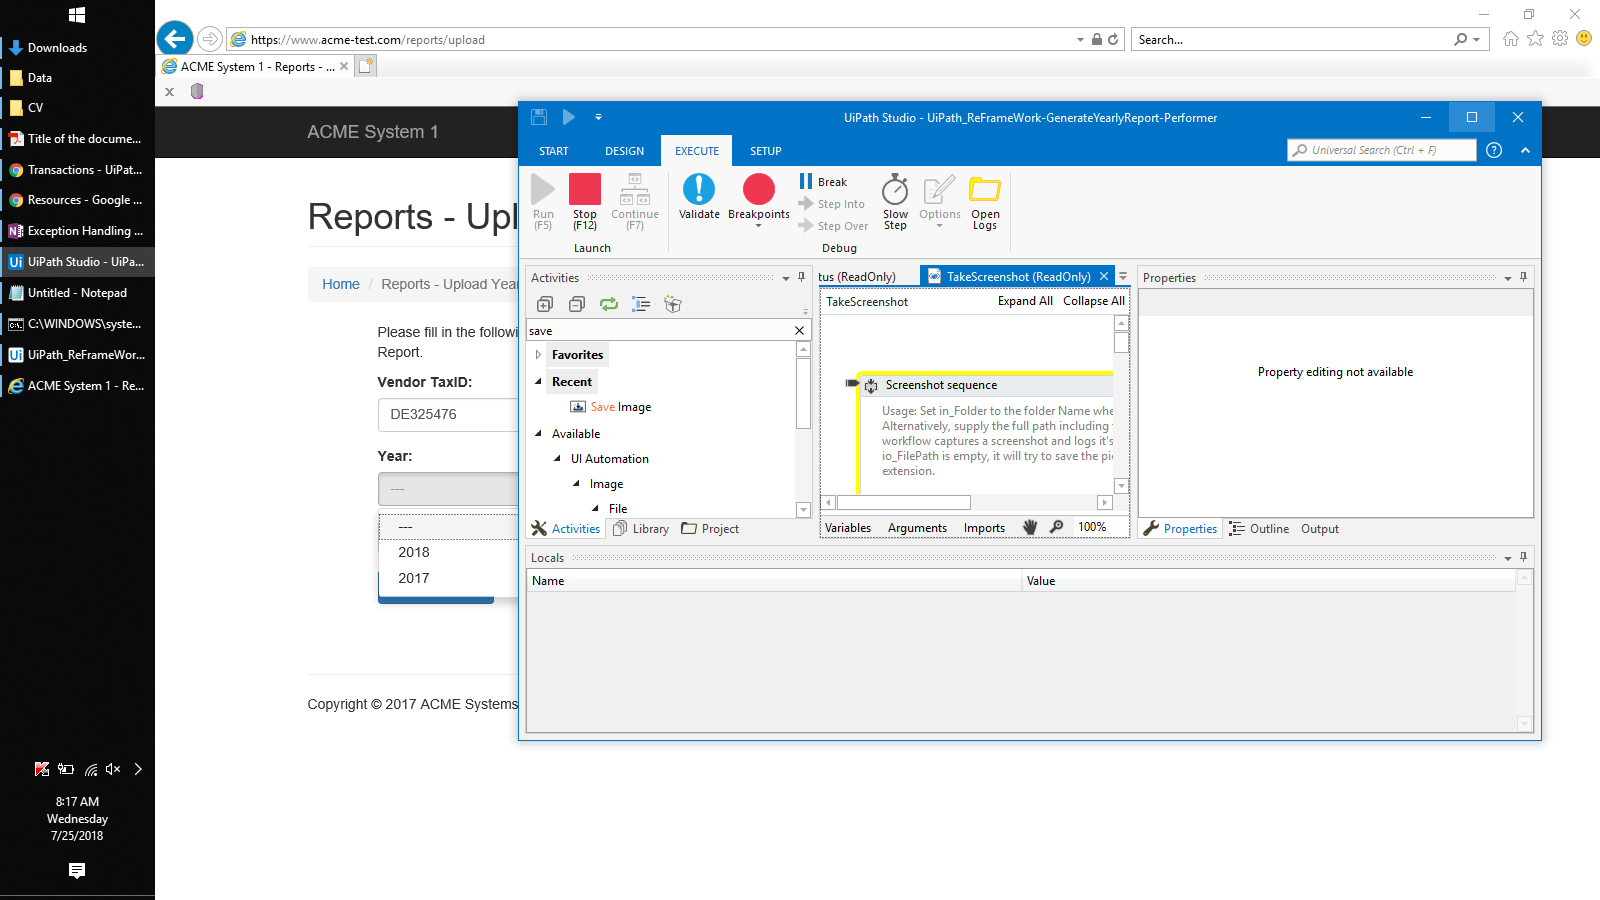 Downloads
Data
CV
Title of the docume...
Transactions - UiPat...
Resources - Google ...
Exception Handling ...
UiPath Studio - UiPa...
Untitled - Notepad
C:\WINDOWS\syste...
UiPath_ReFrameWor...
ACME System 1 - Re...
8:17 AM
Wednesday
7/25/2018
https://www.acme-test.com/reports/upload
Search...
ACME System 1 - Reports - ...
ACME System 1
Reports - Upl
Home / Reports - Upload Yea
Please fill in the followi
Report.
Vendor TaxID:
DE325476
Year:
---
---
2018
2017
Copyright © 2017 ACME Systems
UiPath Studio - UiPath_ReFrameWork-GenerateYearlyReport-Performer
START DESIGN EXECUTE SETUP
Universal Search (Ctrl + F)
Run
(F5)
Stop
(F12)
Continue
(F7)
Launch
Validate
Breakpoints
Break
Step Into
Step Over
Slow
Step
Options
Open
Logs
Debug
Activities
save
Favorites
Recent
Save Image
Available
UI Automation
Image
File
Activities Library Project
tus (ReadOnly) TakeScreenshot (ReadOnly)
TakeScreenshot Expand All Collapse All
Screenshot sequence
Usage: Set in_Folder to the folder Name whe
Alternatively, supply the full path including
workflow captures a screenshot and logs it's
io_FilePath is empty, it will try to save the pi
extension.
Variables Arguments Imports 100%
Properties
Property editing not available
Properties Outline Output
Locals
Name Value